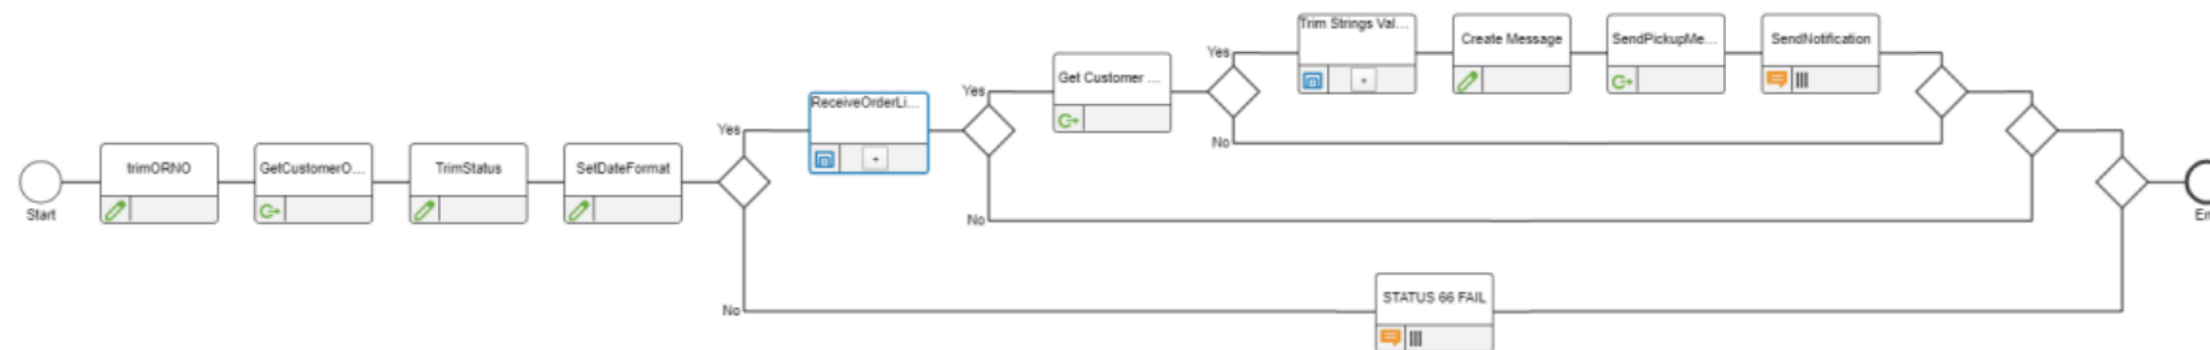 Trim Strings Val...
Create Message
SendPickupMe...
SendNotification
Yes
Get Customer ...
Yes
ReceiveOrderLi...
Yes
No
trimORNO
GetCustomerO...
TrimStatus
SetDateFormat
Start
En
No
STATUS 66 FAIL
No